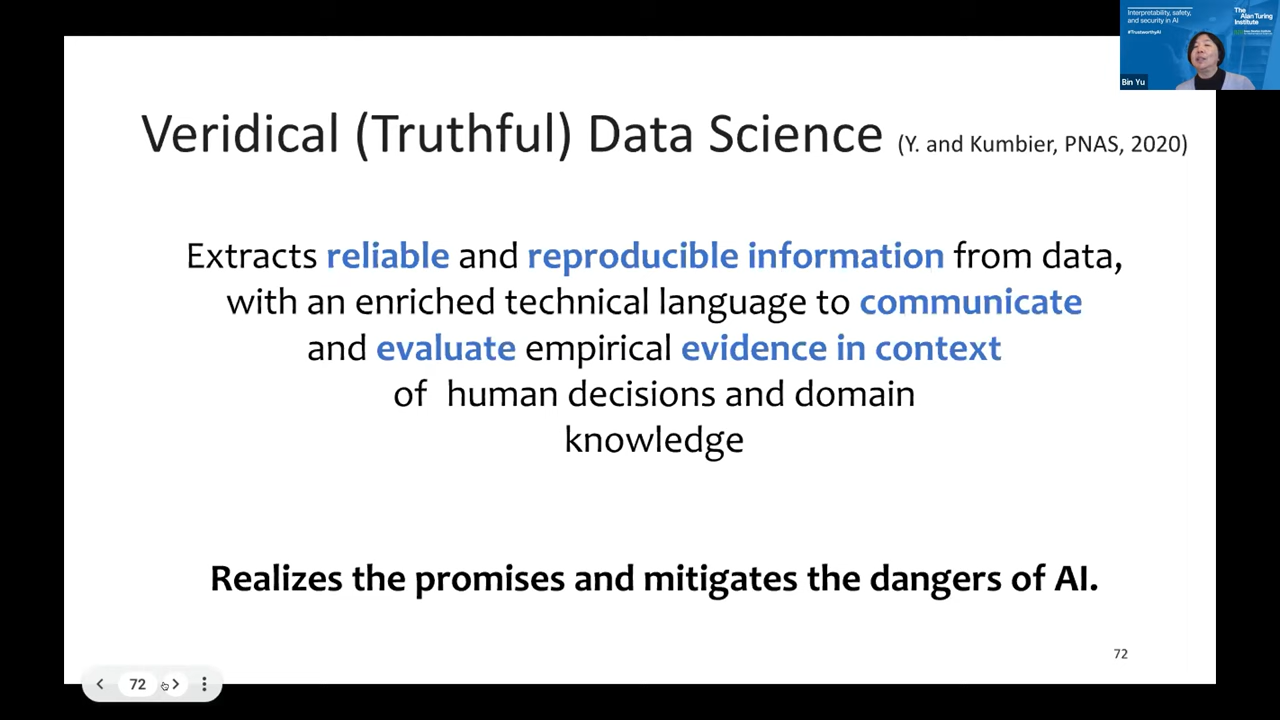 Interpretability, safety,
and security in AI
#TrustworthyAI
The
Alan Turing
Institute
Bin Yu
Veridical (Truthful) Data Science (Y. and Kumbier, PNAS, 2020)
Extracts reliable and reproducible information from data,
with an enriched technical language to communicate
and evaluate empirical evidence in context
of human decisions and domain
knowledge
Realizes the promises and mitigates the dangers of AI.
72
72